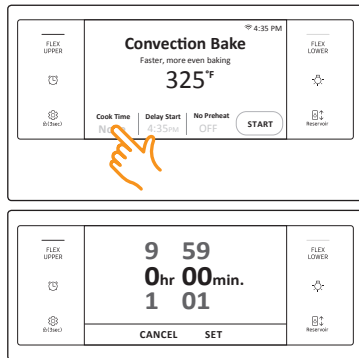 4:35 PM
FLEX
UPPER
Convection Bake
FLEX
LOWER
Faster, more even baking
325°F
Cook Time Delay Start No Preheat
4:35PM OFF START
(3sec) Reservoir
FLEX
UPPER
9 59
FLEX
LOWER
0hr 00min.
1 01
(3sec) Reservoir
CANCEL SET